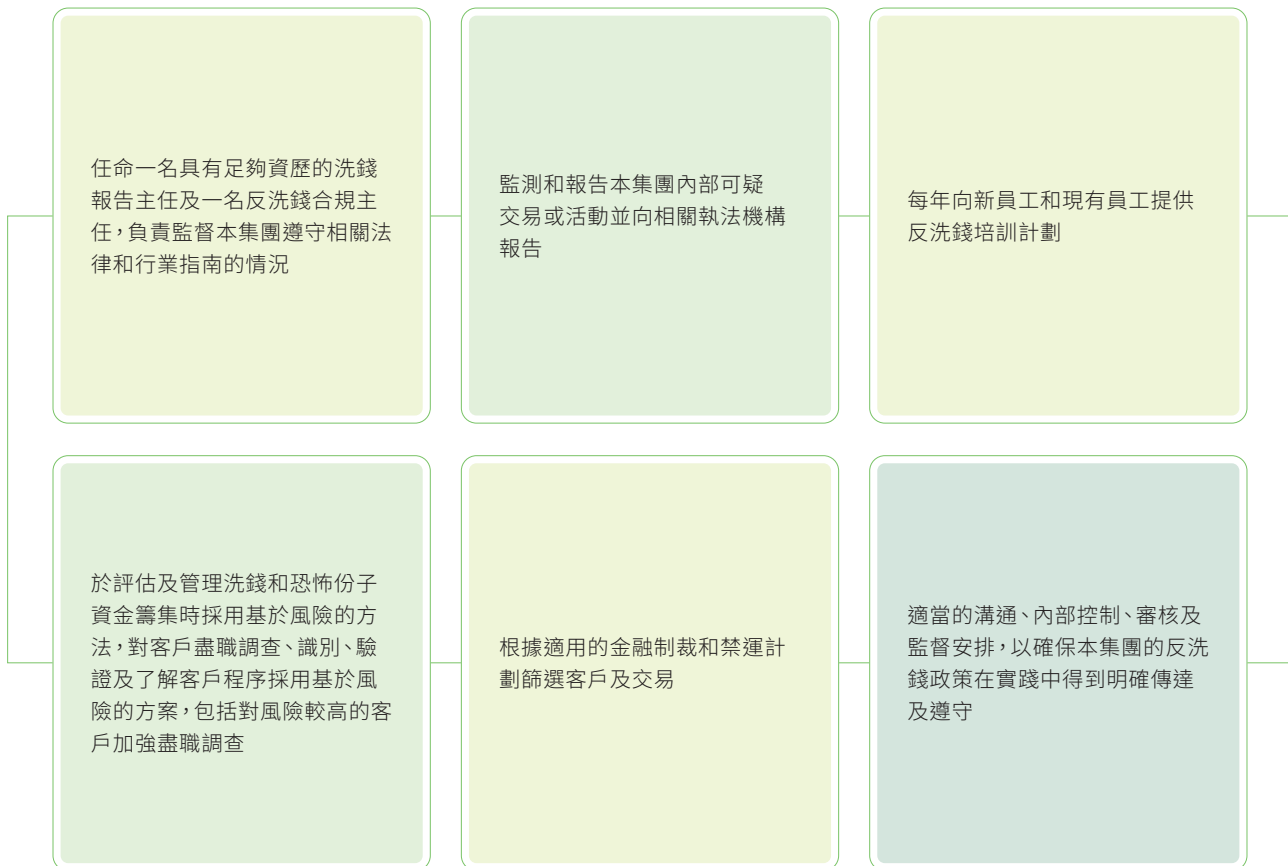 任命一名具有足夠資歷的洗錢
報告主任及一名反洗錢合規主
任，負責監督本集團遵守相關法
律和行業指南的情況
監測和報告本集團內部可疑
交易或活動並向相關執法機構
報告
每年向新員工和現有員工提供
反洗錢培訓計劃
於評估及管理洗錢和恐怖份子
資金籌集時採用基於風險的方
法，對客戶盡職調查、識別、驗
證及了解客戶程序採用基於風
險的方案，包括對風險較高的客
戶加強盡職調查
根據適用的金融制裁和禁運計
劃篩選客戶及交易
適當的溝通、內部控制、審核及
監督安排，以確保本集團的反洗
錢政策在實踐中得到明確傳達
及遵守